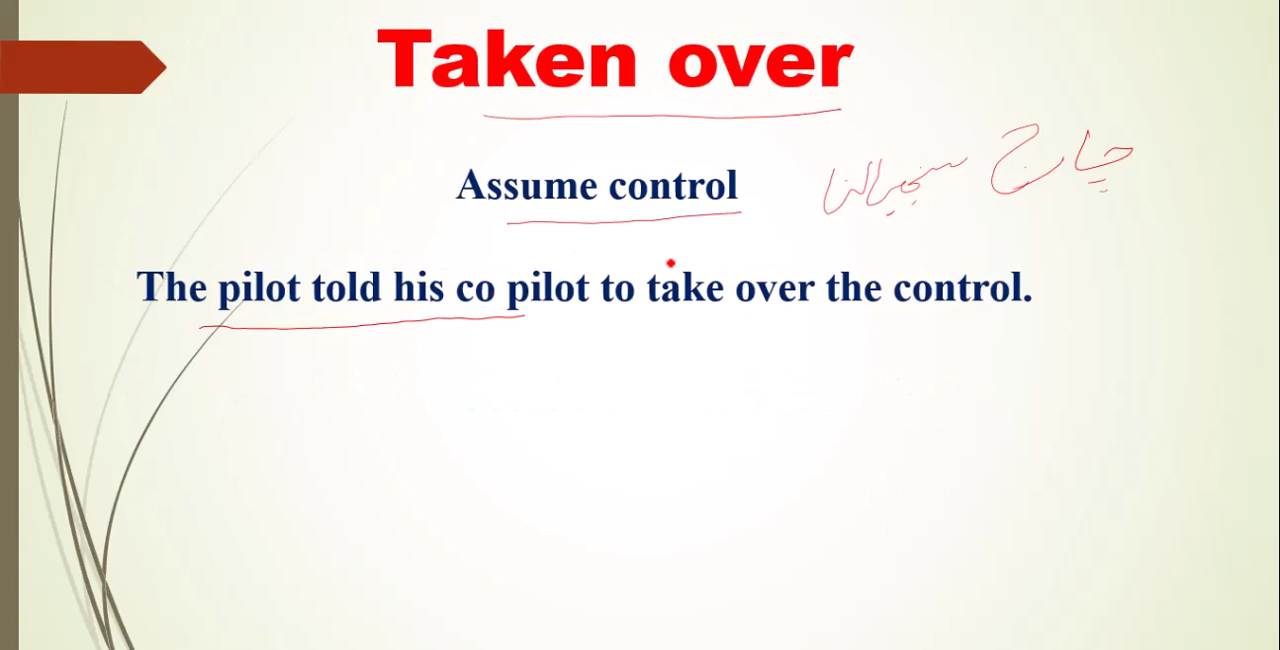 Taken over
Assume control
چارج سنبھالنا
The pilot told his co pilot to take over the control.